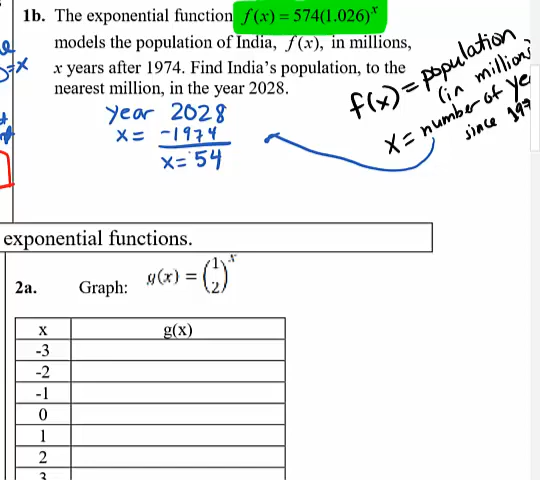 1b. The exponential function f(x) = 574(1.026)^x
models the population of India, f(x), in millions,
x years after 1974. Find India's population, to the
nearest million, in the year 2028.
f(x) = population
(in million
x = number of ye
since 197
year 2028
x = -1974
x = 54
exponential functions.
2a. Graph: g(x) = (1/2)^x
x g(x)
-3
-2
-1
0
1
2
3